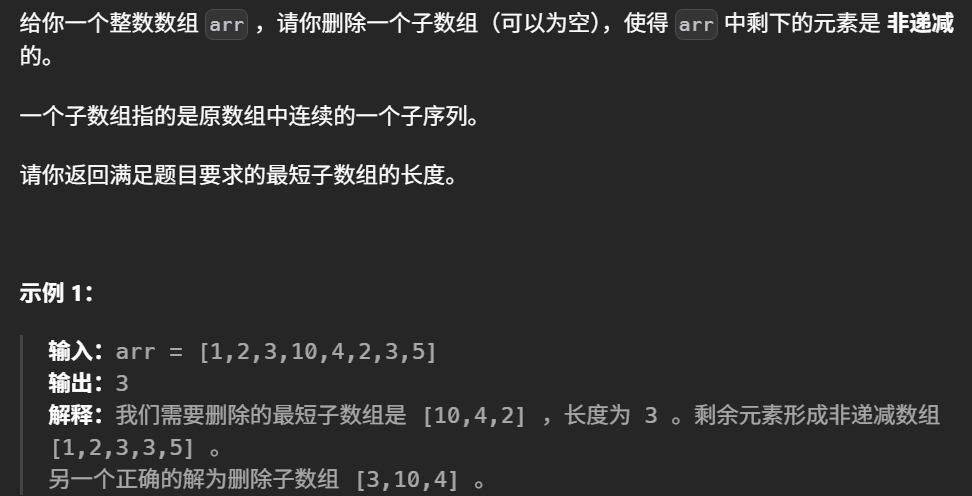 给你一个整数数组 arr ，请你删除一个子数组（可以为空），使得 arr 中剩下的元素是 非递减
的。
一个子数组指的是原数组中连续的一个子序列。
请你返回满足题目要求的最短子数组的长度。
示例 1：
输入：arr = [1,2,3,10,4,2,3,5]
输出：3
解释：我们需要删除的最短子数组是 [10,4,2] ，长度为 3 。剩余元素形成非递减数组
[1,2,3,3,5] 。
另一个正确的解为删除子数组 [3,10,4] 。